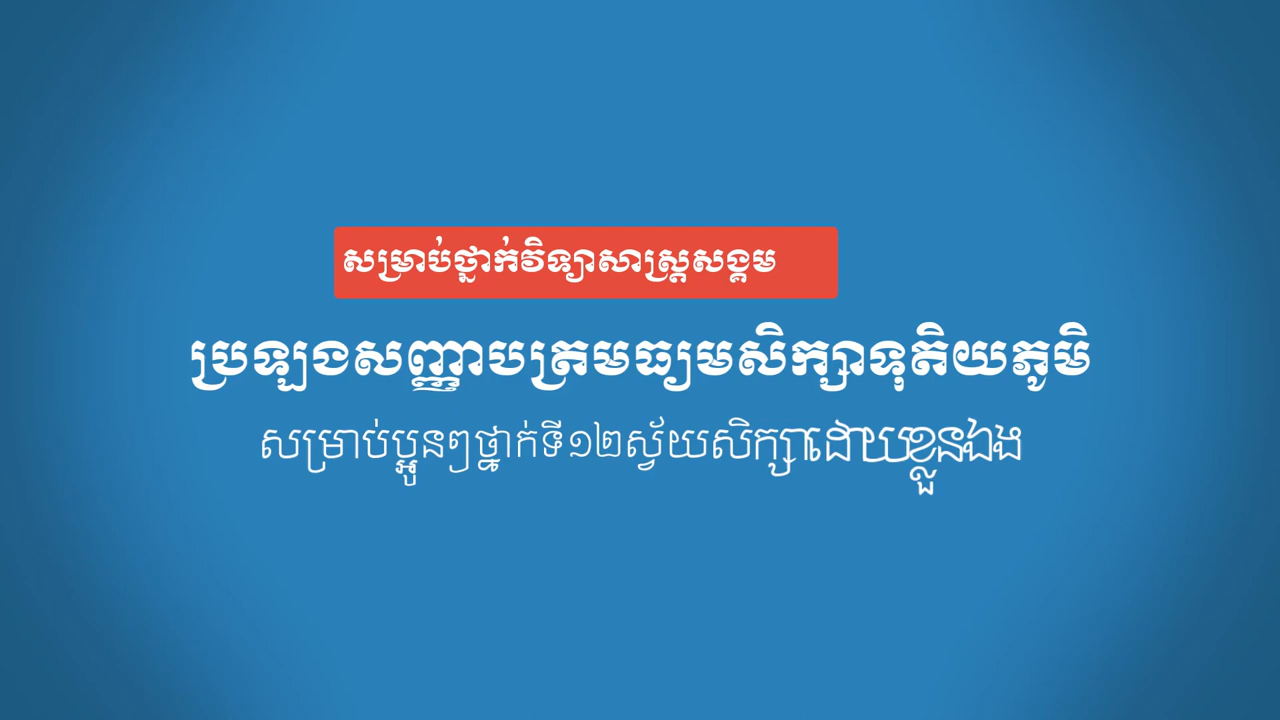 សម្រាប់ថ្នាក់វិទ្យាសាស្ត្រសង្គម
ប្រឡងសញ្ញាបត្រមធ្យមសិក្សាទុតិយភូមិ
សម្រាប់ប្អូនៗថ្នាក់ទី១២ស្វ័យសិក្សាដោយខ្លួនឯង